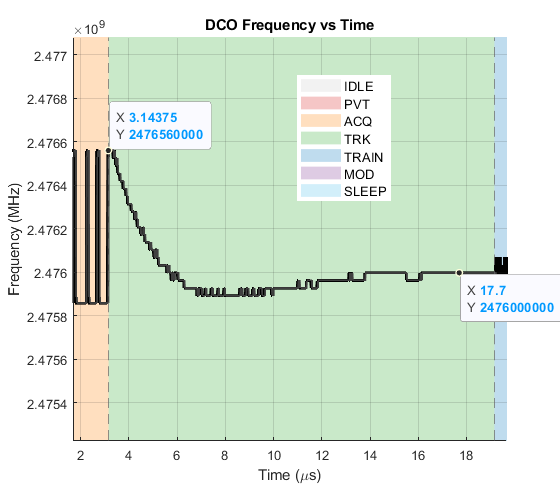 DCO Frequency vs Time
×10⁹
2.477
2.4768
2.4766
2.4764
2.4762
2.476
2.4758
2.4756
2.4754
Frequency (MHz)
X 3.14375
Y 2476560000
IDLE
PVT
ACQ
TRK
TRAIN
MOD
SLEEP
X 17.7
Y 2476000000
2 4 6 8 10 12 14 16 18
Time (μs)